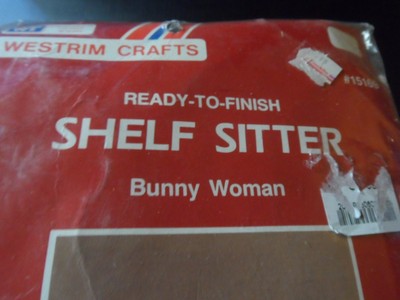 WESTRIM CRAFTS
READY-TO-FINISH
SHELF SITTER
Bunny Woman